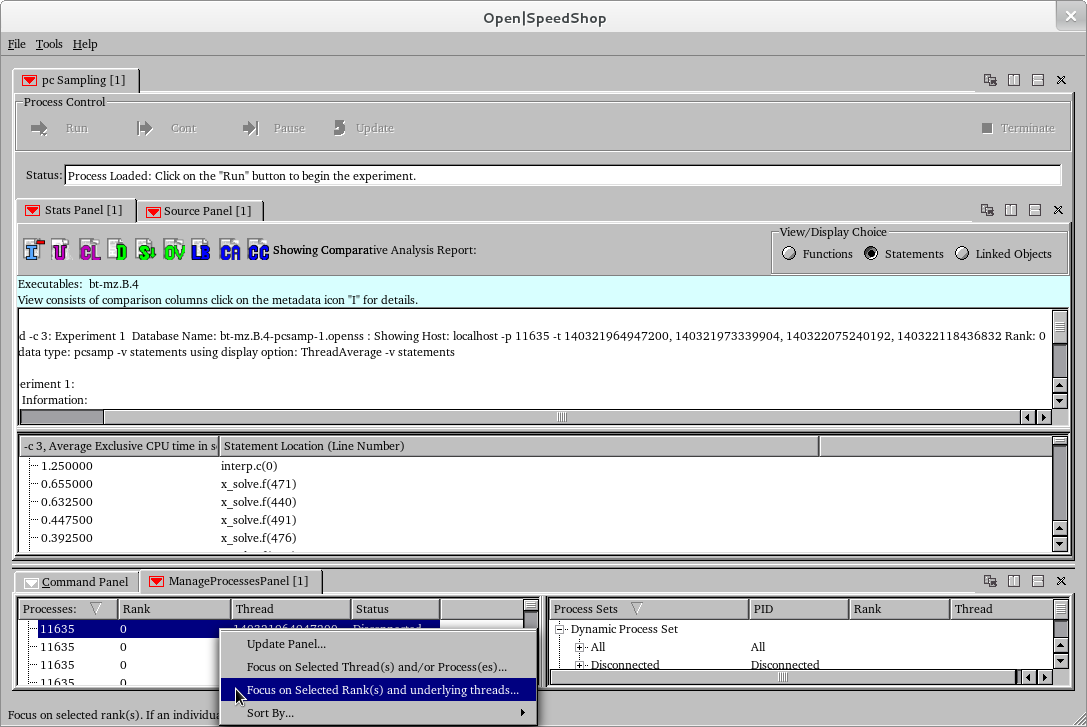 Open|SpeedShop
File Tools Help
pc Sampling [1]
Process Control
Run Cont Pause Update Terminate
Status: Process Loaded: Click on the "Run" button to begin the experiment.
Stats Panel [1] Source Panel [1]
I U CL D S↓ OV LB CA CC Showing Comparative Analysis Report:
View/Display Choice
Functions Statements Linked Objects
Executables: bt-mz.B.4
View consists of comparison columns click on the metadata icon "I" for details.
d -c 3: Experiment 1 Database Name: bt-mz.B.4-pcsamp-1.openss : Showing Host: localhost -p 11635 -t 140321964947200, 140321973339904, 140322075240192, 140322118436832 Rank: 0
data type: pcsamp -v statements using display option: ThreadAverage -v statements
eriment 1:
Information:
-c 3, Average Exclusive CPU time in s Statement Location (Line Number)
1.250000 interp.c(0)
0.655000 x_solve.f(471)
0.632500 x_solve.f(440)
0.447500 x_solve.f(491)
0.392500 x_solve.f(476)
Command Panel ManageProcessesPanel [1]
Processes: Rank Thread Status
11635 0 140321964947200 Disconnected
11635 0
11635 0
11635 0
Process Sets PID Rank Thread
Dynamic Process Set
All All
Disconnected Disconnected
Update Panel...
Focus on Selected Thread(s) and/or Process(es)...
Focus on Selected Rank(s) and underlying threads...
Sort By...
Focus on selected rank(s). If an individua